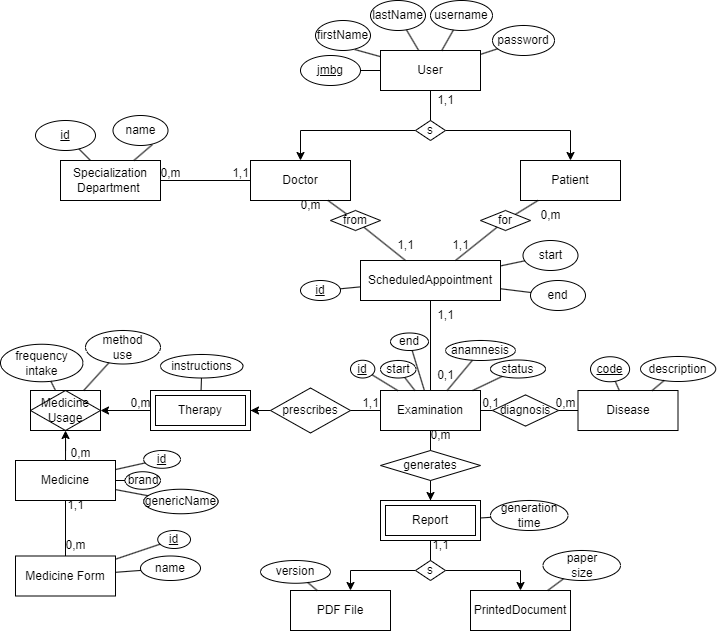 lastName
username
firstName
password
jmbg
User
1,1
s
id
name
Specialization
Department
0,m
1,1
Doctor
Patient
0,m
0,m
from
for
1,1
1,1
start
id
ScheduledAppointment
end
1,1
end
method
use
anamnesis
frequency
intake
instructions
id
start
status
code
description
0,1
Medicine
Usage
0,m
Therapy
prescribes
1,1
Examination
0,1
diagnosis
0,m
Disease
0,m
0,m
id
Medicine
brand
generates
genericName
1,1
generation
time
Report
id
0,m
1,1
Medicine Form
name
version
s
paper
size
PDF File
PrintedDocument